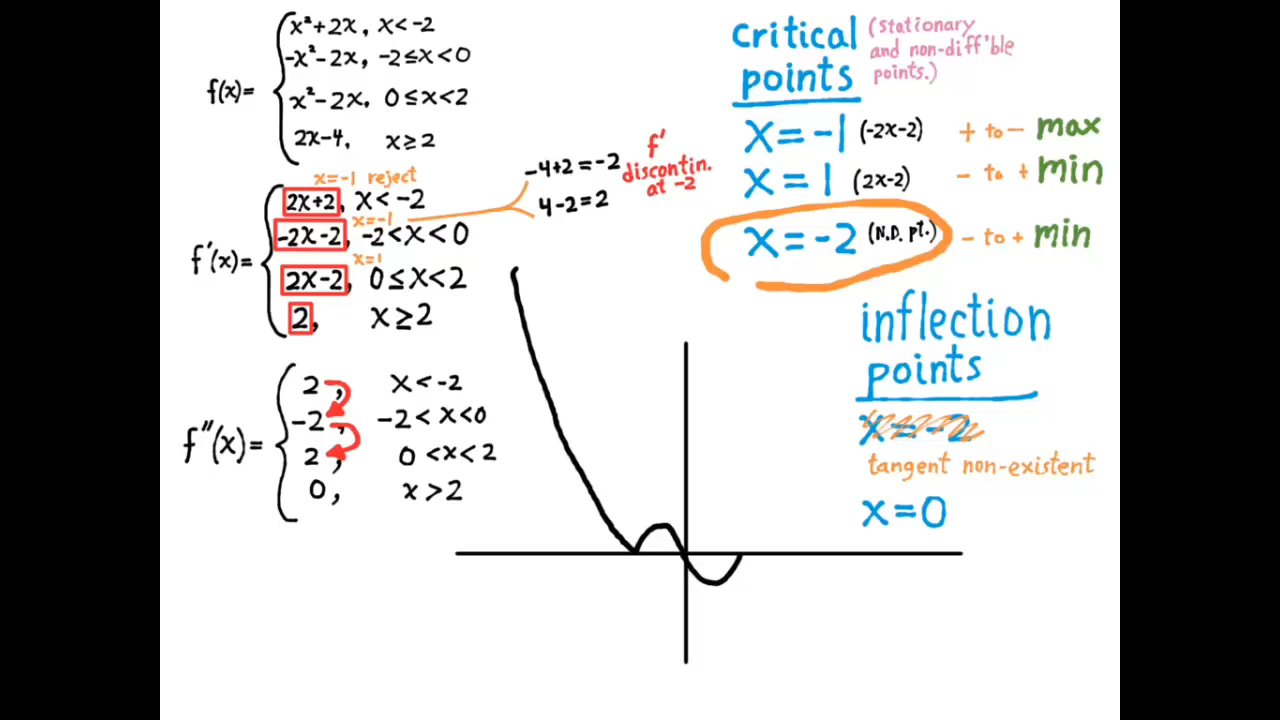 f(x)= { x²+2x, x<-2
-x²-2x, -2≤x<0
x²-2x, 0≤x<2
2x-4, x≥2
x=-1 reject
f'(x)= { 2x+2, x<-2
x=-1
-2x-2, -2<x<0
x=1
2x-2, 0≤x<2
2, x≥2
-4+2=-2
4-2=2
f'
discontin.
at -2
f''(x)= { 2, x<-2
-2, -2<x<0
2, 0<x<2
0, x>2
critical
points
(stationary
and non-diff'ble
points.)
x=-1 (-2x-2) + to - max
x=1 (2x-2) - to + min
x=-2 (N.D. pt.) - to + min
inflection
points
x=-2
tangent non-existent
x=0